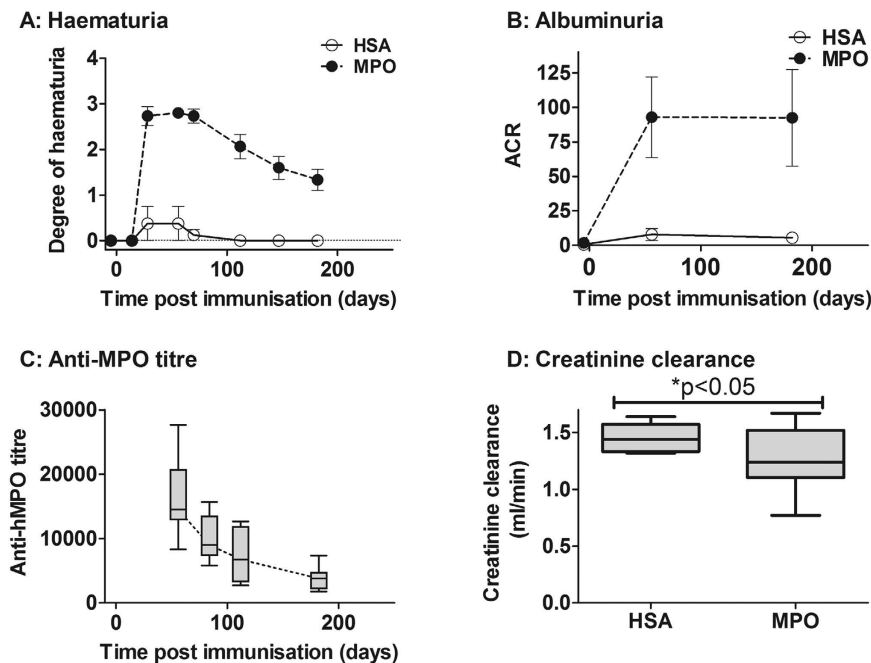 A: Haematuria
HSA
MPO
Degree of haematuria
4
3
2
1
0
0 100 200
Time post immunisation (days)
B: Albuminuria
HSA
MPO
ACR
125
100
75
50
25
0
0 100 200
Time post immunisation (days)
C: Anti-MPO titre
Anti-hMPO titre
30000
20000
10000
0
0 100 200
Time post immunisation (days)
D: Creatinine clearance
*p<0.05
Creatinine clearance
(ml/min)
1.5
1.0
0.5
0.0
HSA MPO